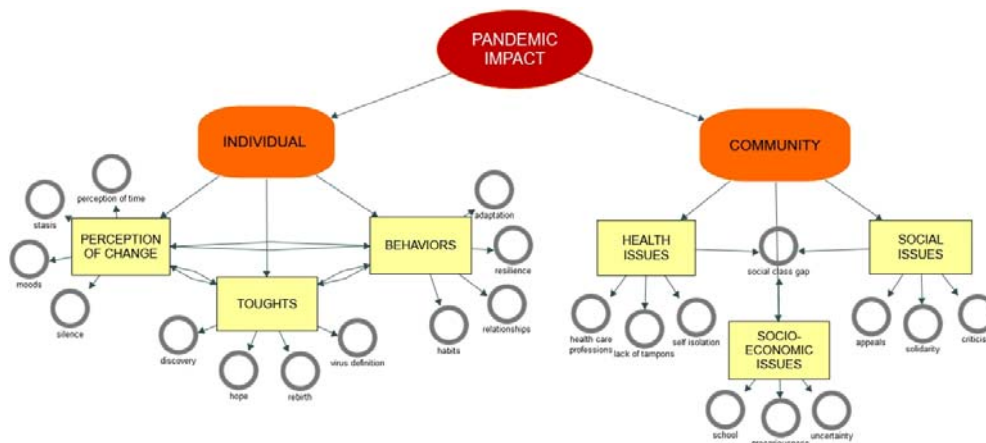 PANDEMIC
IMPACT
INDIVIDUAL
COMMUNITY
perception of time
stasis
adaptation
PERCEPTION
OF CHANGE
BEHAVIORS
HEALTH
ISSUES
SOCIAL
ISSUES
moods
resilience
social class gap
silence
TOUGHTS
relationships
discovery
virus definition
habits
hope
rebirth
health care
professions
lack of tampons
self isolation
SOCIO-
ECONOMIC
ISSUES
appeals
solidarity
criticis
school
uncertainty